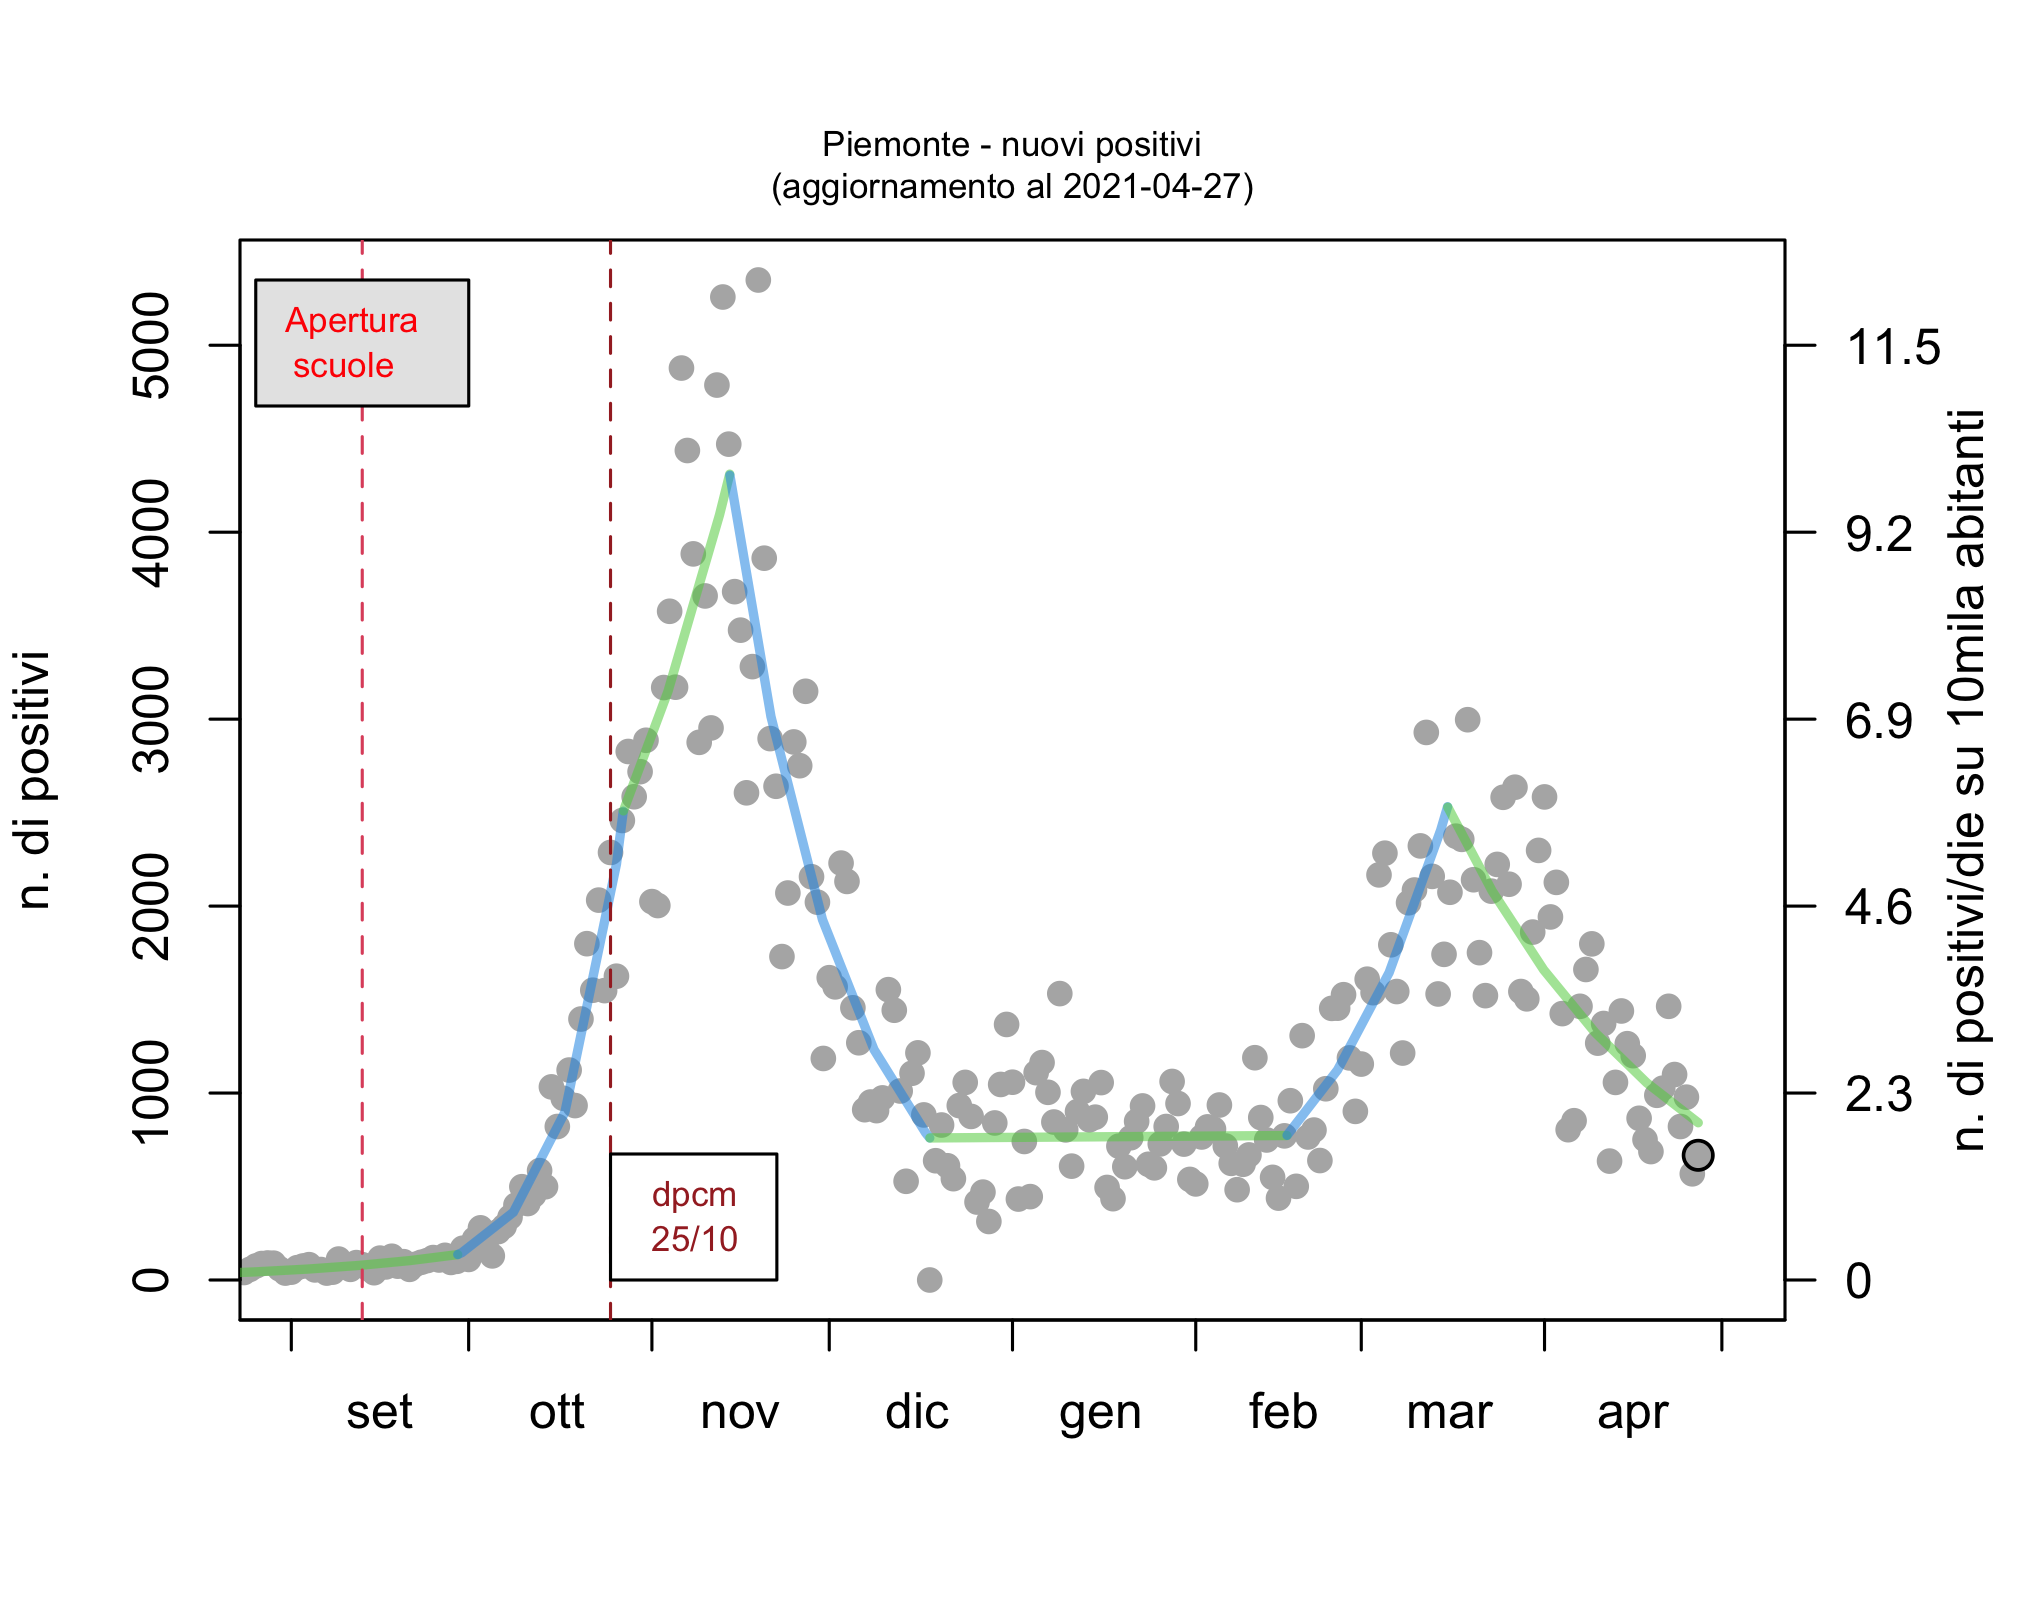 Piemonte - nuovi positivi
(aggiornamento al 2021-04-27)
Apertura
scuole
dpcm
25/10
n. di positivi
5000
4000
3000
2000
1000
0
11.5
9.2
6.9
4.6
2.3
0
n. di positivi/die su 10mila abitanti
set ott nov dic gen feb mar apr